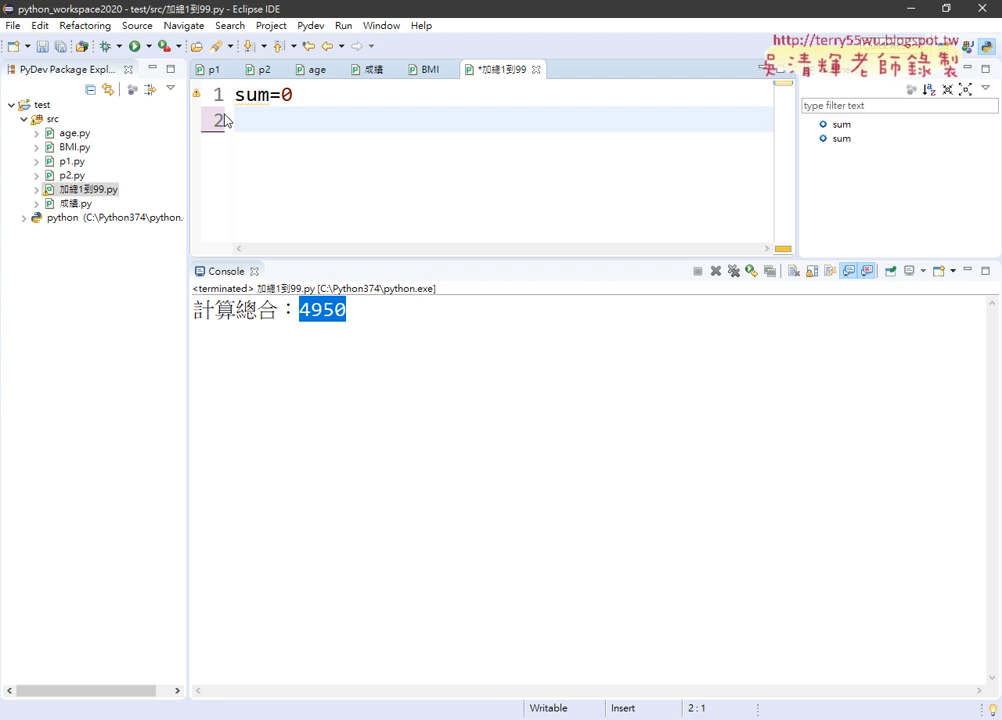 python_workspace2020 - test/src/加總1到99.py - Eclipse IDE
File Edit Refactoring Source Navigate Search Project Pydev Run Window Help
http://terry55wu.blogspot.tw
吳清輝老師錄製
PyDev Package Expl...
p1 p2 age 成績 BMI *加總1到99
test
src
age.py
BMI.py
p1.py
p2.py
加總1到99.py
成績.py
python (C:\Python374\python.
1 sum=0
2
type filter text
sum
sum
Console
<terminated> 加總1到99.py [C:\Python374\python.exe]
計算總合：4950
Writable Insert 2 : 1